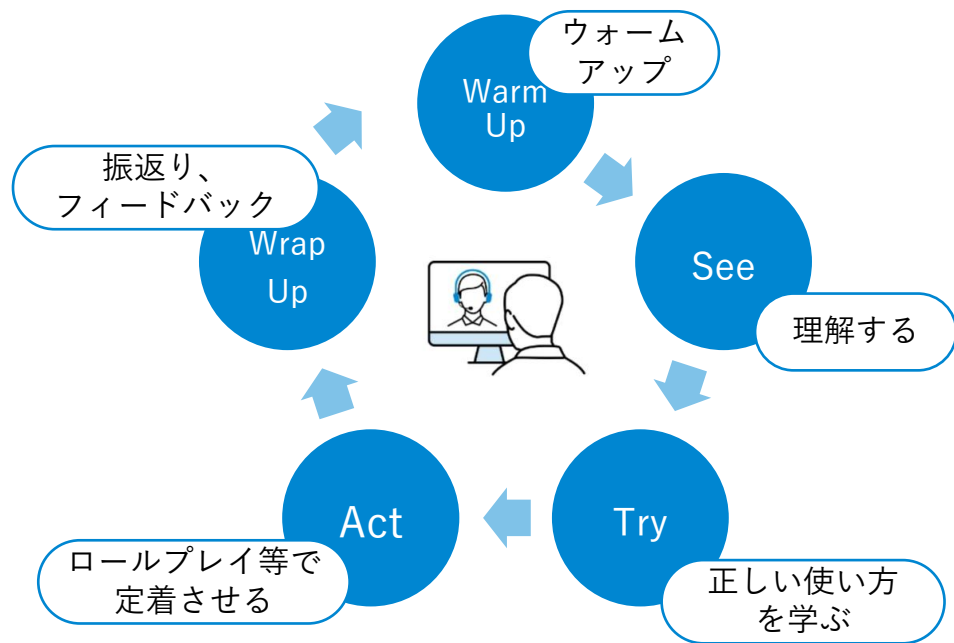 ウォーム
アップ
Warm
Up
See
理解する
Try
正しい使い方
を学ぶ
Act
ロールプレイ等で
定着させる
振返り、
フィードバック
Wrap
Up